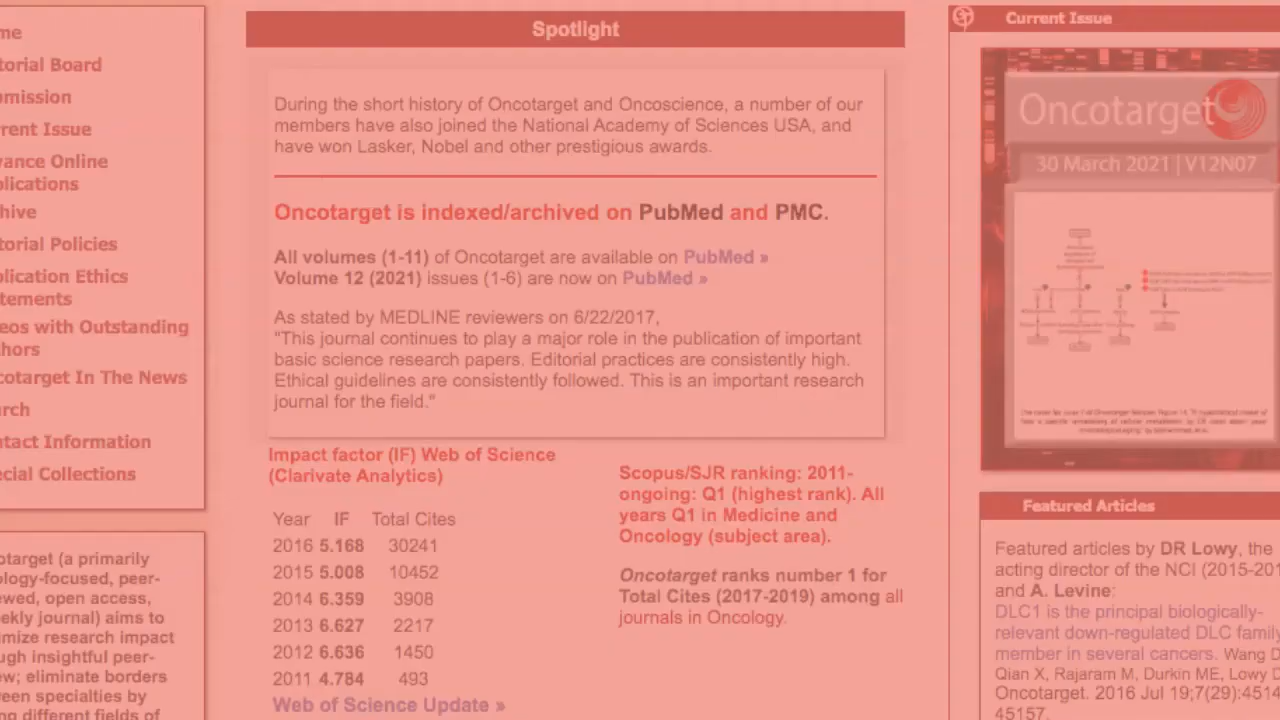 me
torial Board
mission
rent Issue
vance Online
lications
hive
torial Policies
lication Ethics
tements
eos with Outstanding
hors
cotarget In The News
rch
tact Information
ecial Collections
otarget (a primarily
ology-focused, peer-
ewed, open access,
ekly journal) aims to
imize research impact
ugh insightful peer-
ew; eliminate borders
ween specialties by
ng different fields of
Spotlight
During the short history of Oncotarget and Oncoscience, a number of our
members have also joined the National Academy of Sciences USA, and
have won Lasker, Nobel and other prestigious awards.
Oncotarget is indexed/archived on PubMed and PMC.
All volumes (1-11) of Oncotarget are available on PubMed »
Volume 12 (2021) issues (1-6) are now on PubMed »
As stated by MEDLINE reviewers on 6/22/2017,
"This journal continues to play a major role in the publication of important
basic science research papers. Editorial practices are consistently high.
Ethical guidelines are consistently followed. This is an important research
journal for the field."
Impact factor (IF) Web of Science
(Clarivate Analytics)
Year IF Total Cites
2016 5.168 30241
2015 5.008 10452
2014 6.359 3908
2013 6.627 2217
2012 6.636 1450
2011 4.784 493
Web of Science Update »
Scopus/SJR ranking: 2011-
ongoing: Q1 (highest rank). All
years Q1 in Medicine and
Oncology (subject area).
Oncotarget ranks number 1 for
Total Cites (2017-2019) among all
journals in Oncology.
Current Issue
Oncotarget
30 March 2021 | V12N07
Featured Articles
Featured articles by DR Lowy, the
acting director of the NCI (2015-201
and A. Levine:
DLC1 is the principal biologically-
relevant down-regulated DLC family
member in several cancers. Wang D
Qian X, Rajaram M, Durkin ME, Lowy D
Oncotarget. 2016 Jul 19;7(29):4514
45157.